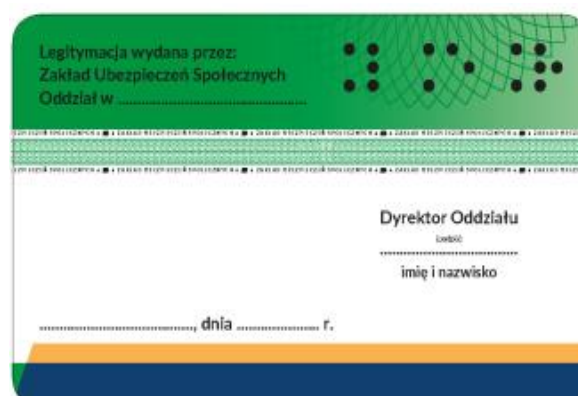 Legitymacja wydana przez:
Zakład Ubezpieczeń Społecznych
Oddział w ..............................................
Dyrektor Oddziału
..................................
imię i nazwisko
......................................, dnia .................... r.